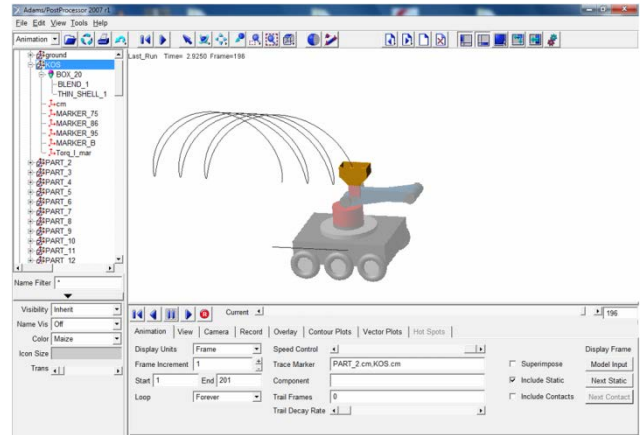 Adams/PostProcessor 2007 r1
File Edit View Tools Help
Animation
Last_Run Time= 2.9250 Frame=196
ground
KOS
BOX_20
BLEND_1
THIN_SHELL_1
cm
MARKER_75
MARKER_86
MARKER_95
MARKER_B
Torq_I_mar
PART_2
PART_3
PART_4
PART_5
PART_6
PART_7
PART_8
PART_9
PART_10
PART_11
PART_12
Name Filter *
Visibility Inherit
Name Vis Off
Color Maize
Icon Size
Trans
Current 196
Animation View Camera Record Overlay Contour Plots Vector Plots Hot Spots
Display Units Frame Speed Control Display Frame
Frame Increment 1 Trace Marker PART_2.cm,KOS.cm Superimpose Model Input
Start 1 End 201 Component Include Static Next Static
Loop Forever Trail Frames 0 Include Contacts Next Contact
Trail Decay Rate